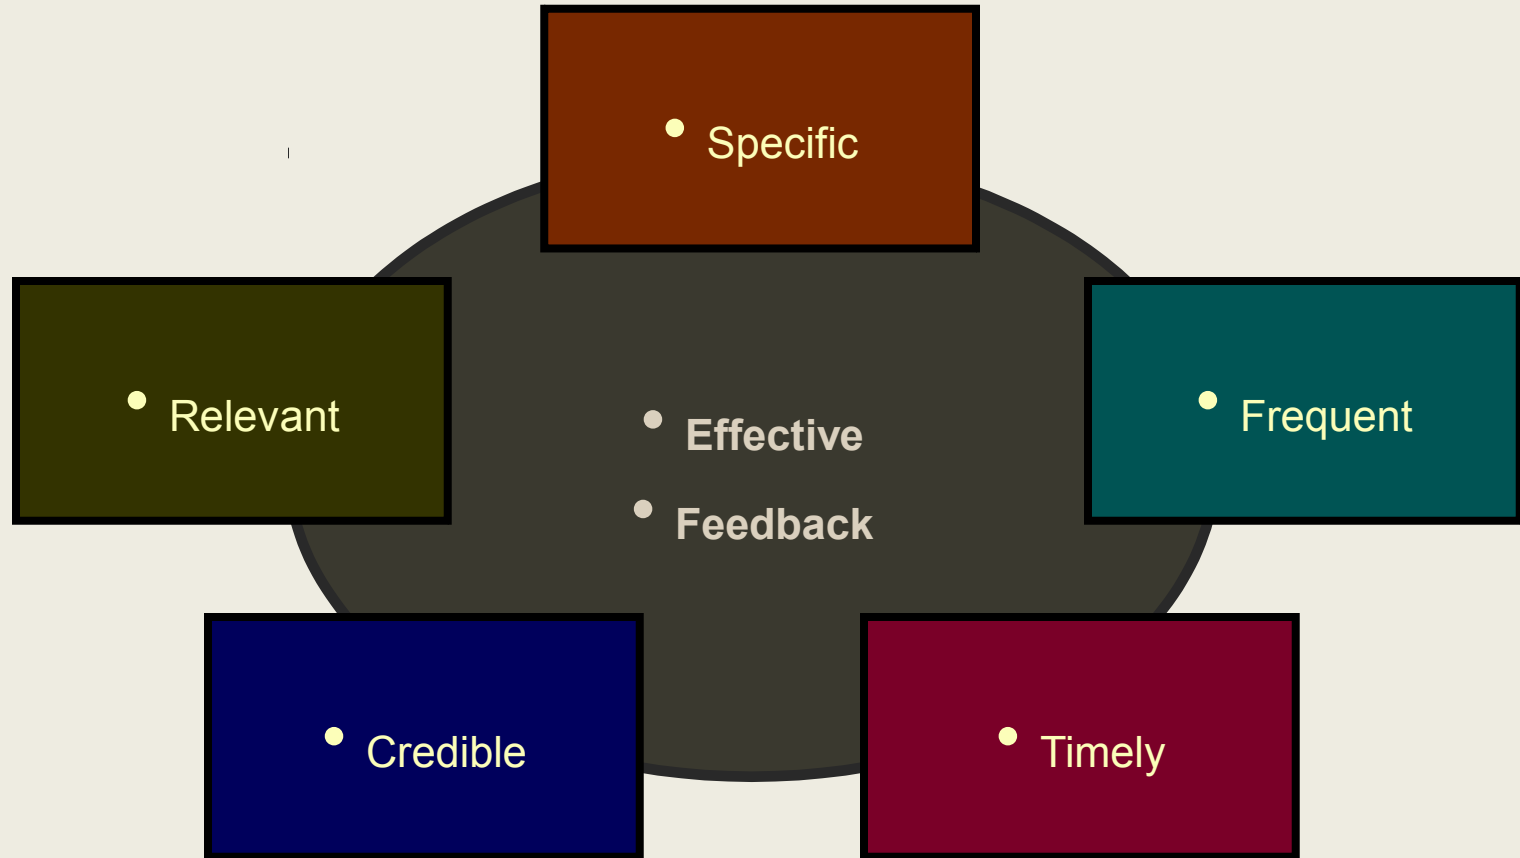 • Specific
• Relevant
• Frequent
• Effective
• Feedback
• Credible
• Timely